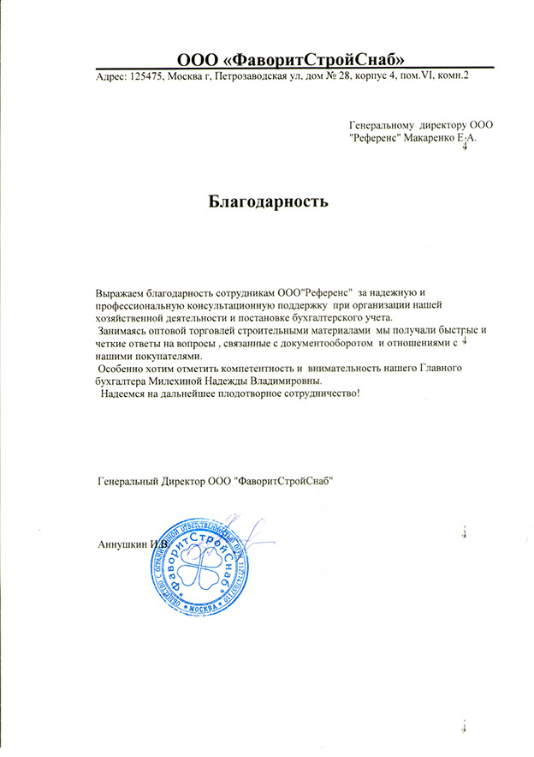 ООО «ФаворитСтройСнаб»
Адрес: 125475, Москва г, Петрозаводская ул, дом № 28, корпус 4, пом.VI, комн.2
Генеральному директору ООО
"Референс" Макаренко Е.А.
Благодарность
Выражаем благодарность сотрудникам ООО"Референс" за надежную и
профессиональную консультационную поддержку при организации нашей
хозяйственной деятельности и постановке бухгалтерского учета.
Занимаясь оптовой торговлей строительными материалами мы получали быстрые и
четкие ответы на вопросы , связанные с документооборотом и отношениями с
нашими покупателями.
Особенно хотим отметить компетентность и внимательность нашего Главного
бухгалтера Милехиной Надежды Владимировны.
Надеемся на дальнейшее плодотворное сотрудничество!
Генеральный Директор ООО "ФаворитСтройСнаб"
Аннушкин И.В.
ОБЩЕСТВО С ОГРАНИЧЕННОЙ ОТВЕТСТВЕННОСТЬЮ
ФаворитСтройСнаб
МОСКВА